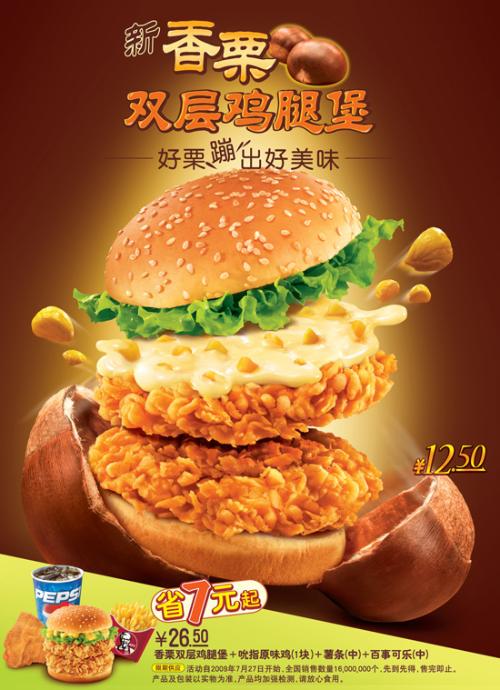 新 香栗
双层鸡腿堡
好栗 蹦 出好美味
¥12.50
省7元起
PEPSI
KFC
¥26.50
香栗双层鸡腿堡+吮指原味鸡(1块)+薯条(中)+百事可乐(中)
限期供应 活动自2009年7月27日开始,全国销售数量16,000,000个,先到先得,售完即止。
产品及包装以实物为准,产品均加强检测,请放心食用。